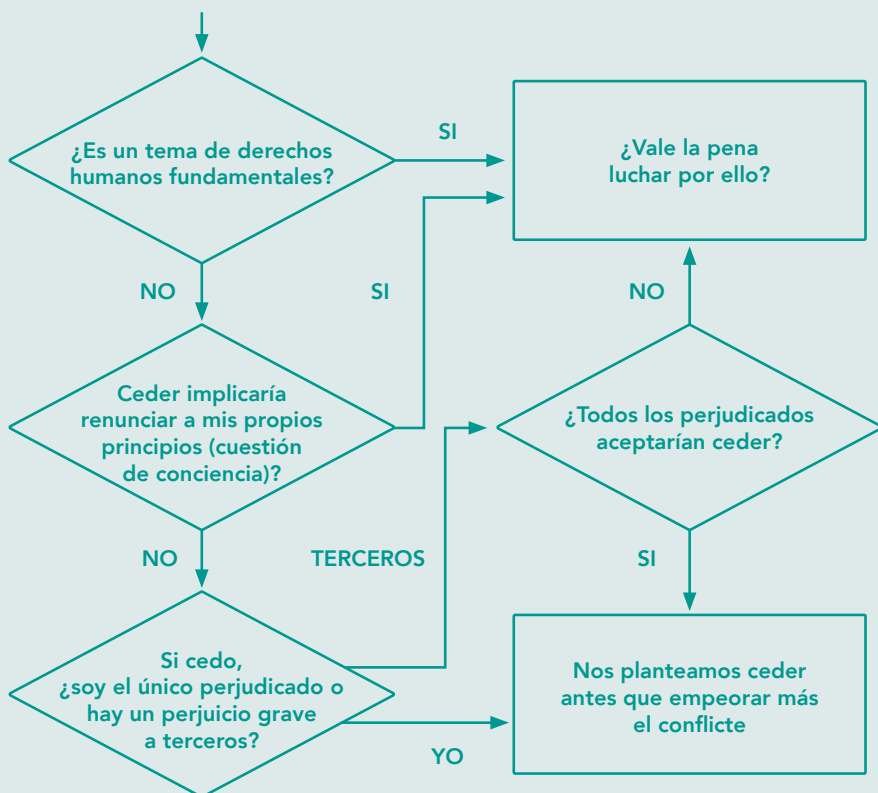 ¿Es un tema de derechos
humanos fundamentales?
SI
¿Vale la pena
luchar por ello?
NO
SI
NO
Ceder implicaría
renunciar a mis propios
principios (cuestión
de conciencia)?
¿Todos los perjudicados
aceptarían ceder?
NO
TERCEROS
SI
Si cedo,
¿soy el único perjudicado o
hay un perjuicio grave
a terceros?
YO
Nos planteamos ceder
antes que empeorar más
el conflicte